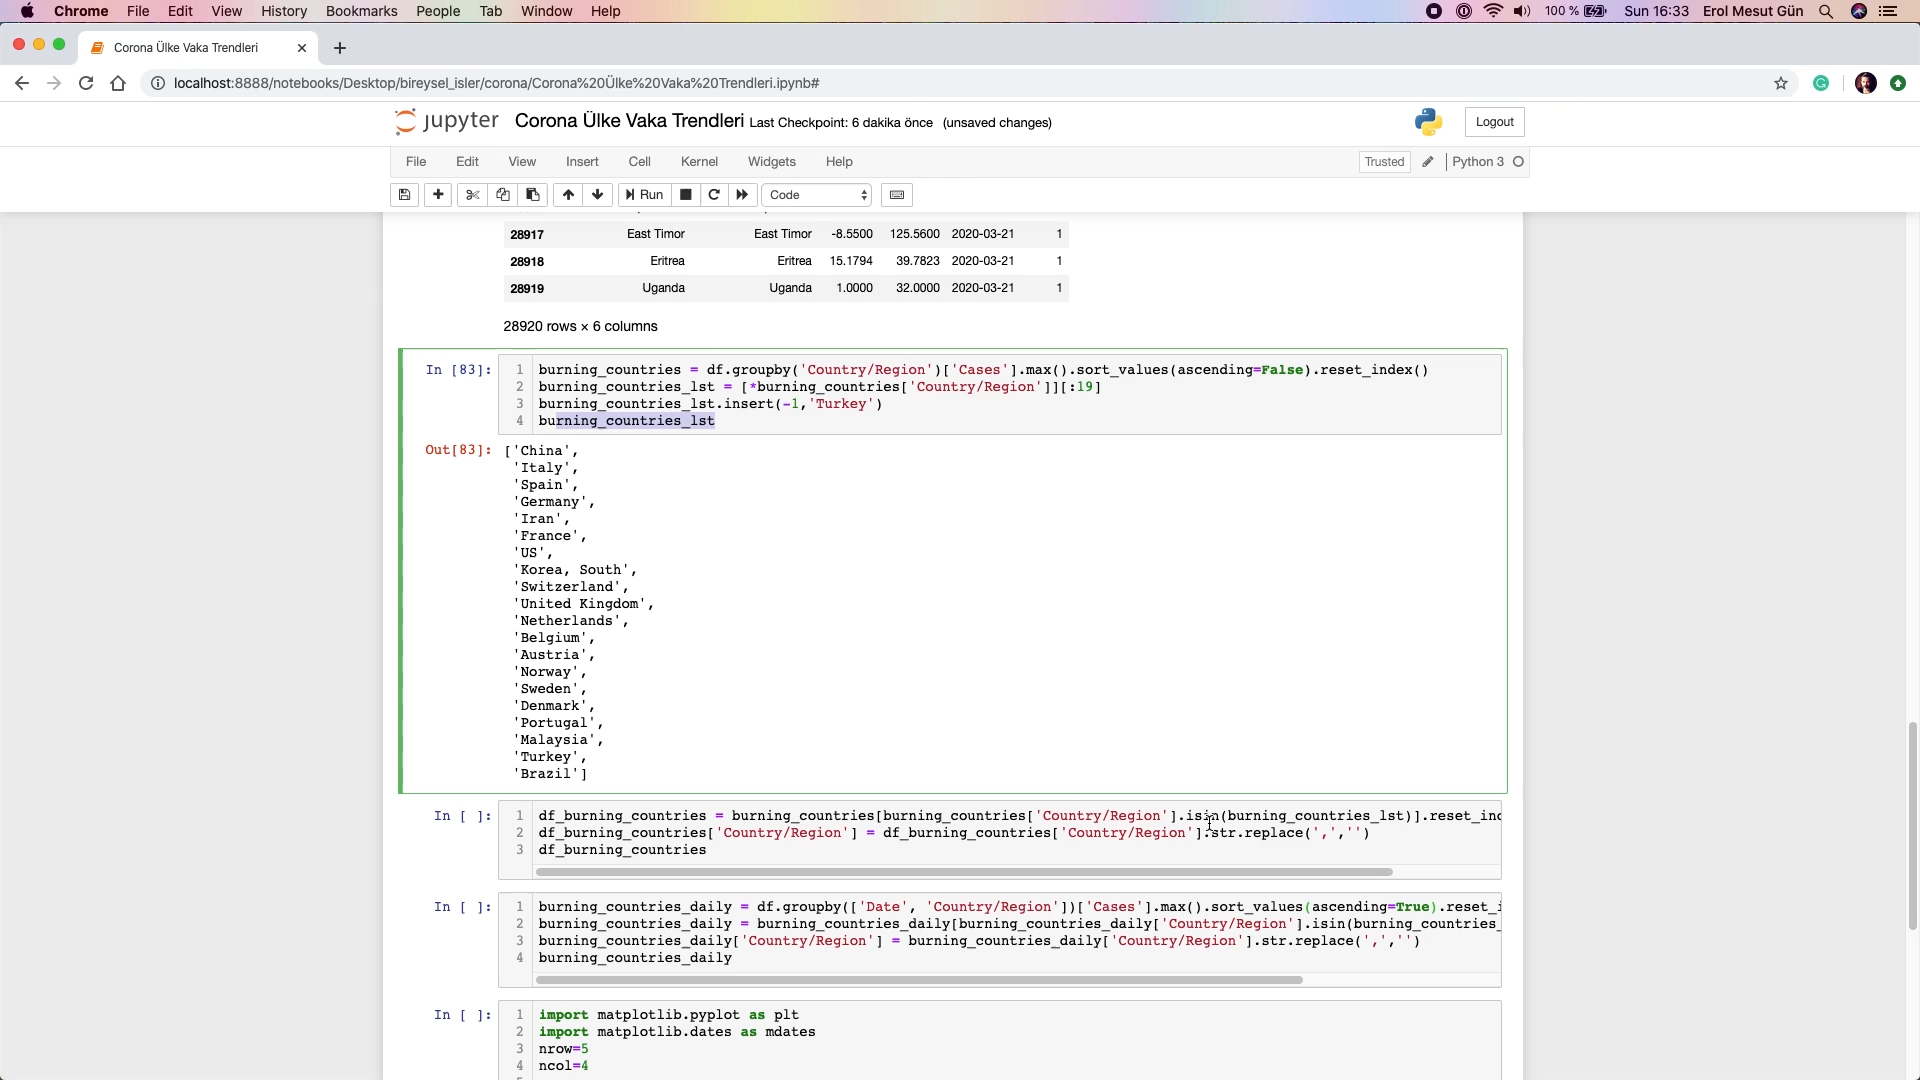 Chrome File Edit View History Bookmarks People Tab Window Help 100 % Sun 16:33 Erol Mesut Gün
Corona Ülke Vaka Trendleri
localhost:8888/notebooks/Desktop/bireysel_isler/corona/Corona%20Ülke%20Vaka%20Trendleri.ipynb#
jupyter Corona Ülke Vaka Trendleri Last Checkpoint: 6 dakika önce (unsaved changes) Logout
File Edit View Insert Cell Kernel Widgets Help Trusted Python 3
Run Code
28917 East Timor East Timor -8.5500 125.5600 2020-03-21 1
28918 Eritrea Eritrea 15.1794 39.7823 2020-03-21 1
28919 Uganda Uganda 1.0000 32.0000 2020-03-21 1
28920 rows × 6 columns
In [83]: 1 burning_countries = df.groupby('Country/Region')['Cases'].max().sort_values(ascending=False).reset_index()
2 burning_countries_lst = [*burning_countries['Country/Region']][:19]
3 burning_countries_lst.insert(-1,'Turkey')
4 burning_countries_lst
Out[83]: ['China',
'Italy',
'Spain',
'Germany',
'Iran',
'France',
'US',
'Korea, South',
'Switzerland',
'United Kingdom',
'Netherlands',
'Belgium',
'Austria',
'Norway',
'Sweden',
'Denmark',
'Portugal',
'Malaysia',
'Turkey',
'Brazil']
In [ ]: 1 df_burning_countries = burning_countries[burning_countries['Country/Region'].isin(burning_countries_lst)].reset_ind
2 df_burning_countries['Country/Region'] = df_burning_countries['Country/Region'].str.replace(',','')
3 df_burning_countries
In [ ]: 1 burning_countries_daily = df.groupby(['Date', 'Country/Region'])['Cases'].max().sort_values(ascending=True).reset_i
2 burning_countries_daily = burning_countries_daily[burning_countries_daily['Country/Region'].isin(burning_countries_
3 burning_countries_daily['Country/Region'] = burning_countries_daily['Country/Region'].str.replace(',','')
4 burning_countries_daily
In [ ]: 1 import matplotlib.pyplot as plt
2 import matplotlib.dates as mdates
3 nrow=5
4 ncol=4